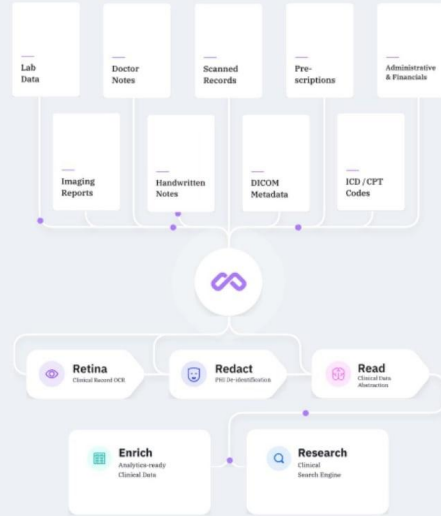 Lab
Data
Doctor
Notes
Scanned
Records
Pre-
scriptions
Administrative
& Financials
Imaging
Reports
Handwritten
Notes
DICOM
Metadata
ICD / CPT
Codes
Retina
Clinical Record OCR
Redact
PHI De-identification
Read
Clinical Data
Abstraction
Enrich
Analytics-ready
Clinical Data
Research
Clinical
Search Engine